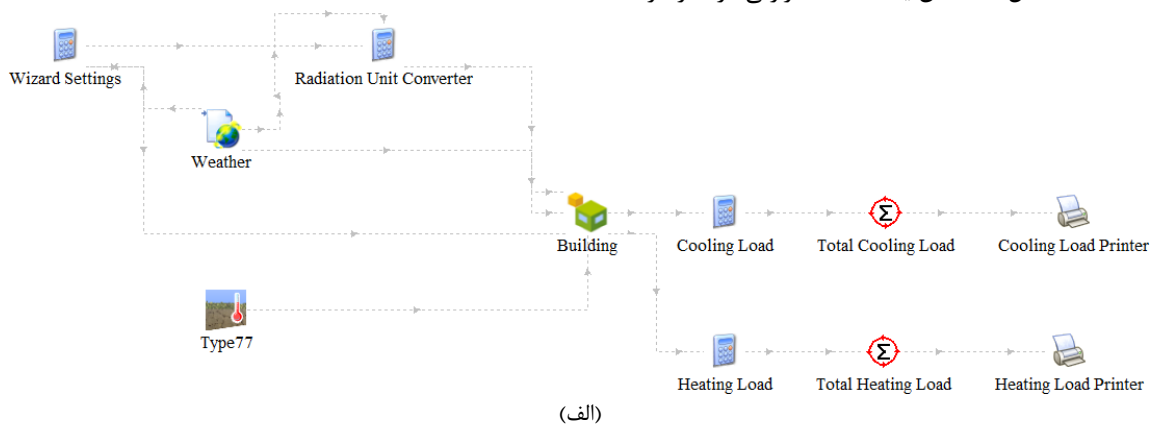 Wizard Settings
Radiation Unit Converter
Weather
Building
Cooling Load
Total Cooling Load
Cooling Load Printer
Type77
Heating Load
Total Heating Load
Heating Load Printer
(الف)